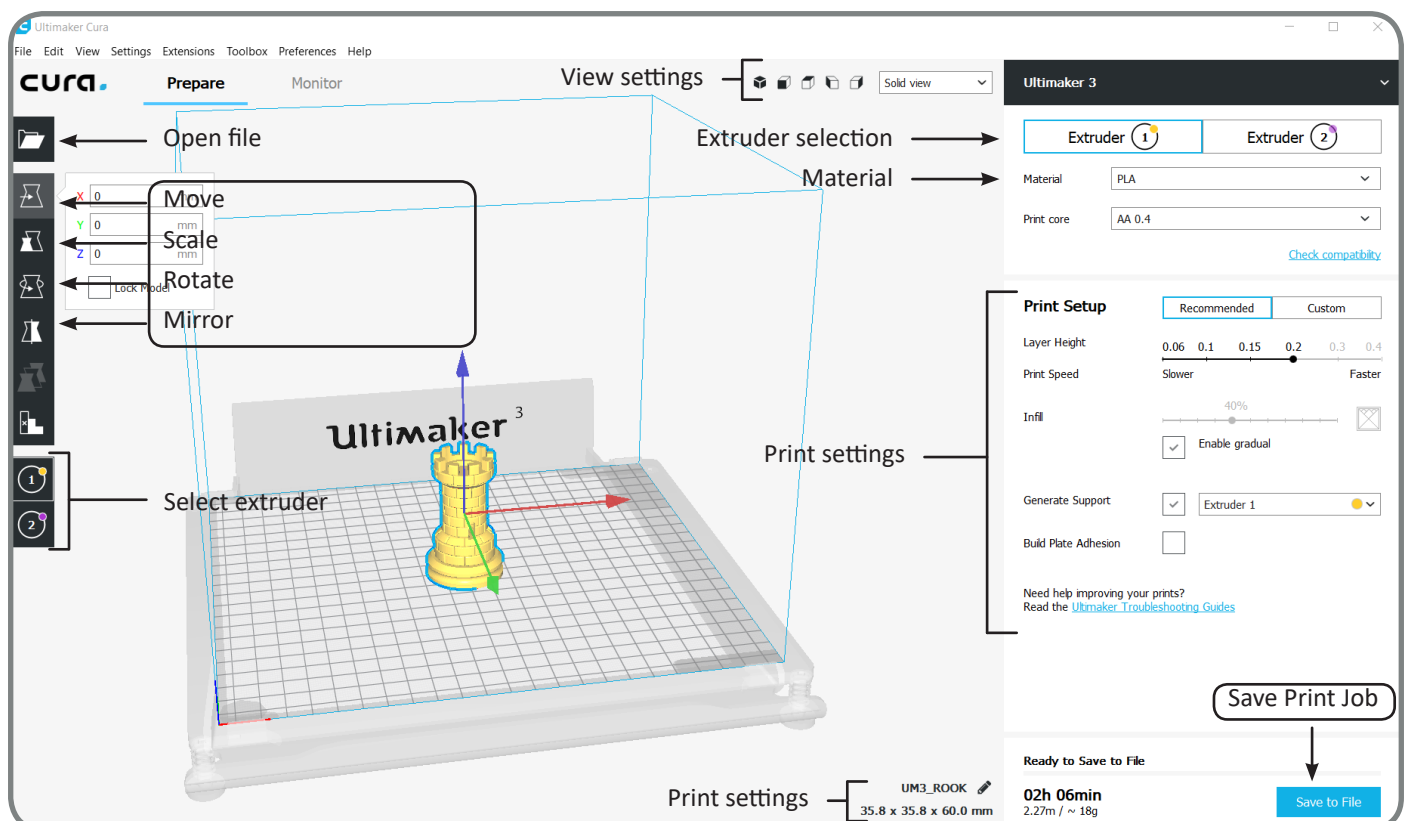 Ultimaker Cura
File Edit View Settings Extensions Toolbox Preferences Help
cura.
Prepare
Monitor
View settings
Solid view
Ultimaker 3
Open file
Extruder selection
Extruder 1
Extruder 2
Material
Material
PLA
X 0 mm
Move
Y 0 mm
Scale
Z 0 mm
Rotate
Lock Model
Mirror
Print core
AA 0.4
Check compatibility
Print Setup
Recommended
Custom
Layer Height
0.06 0.1 0.15 0.2 0.3 0.4
Print Speed
Slower
Faster
Ultimaker 3
Infill
40%
Enable gradual
Print settings
1
2
Select extruder
Generate Support
Extruder 1
Build Plate Adhesion
Need help improving your prints?
Read the Ultimaker Troubleshooting Guides
Save Print Job
Ready to Save to File
Print settings
UM3_ROOK
35.8 x 35.8 x 60.0 mm
02h 06min
2.27m / ~ 18g
Save to File